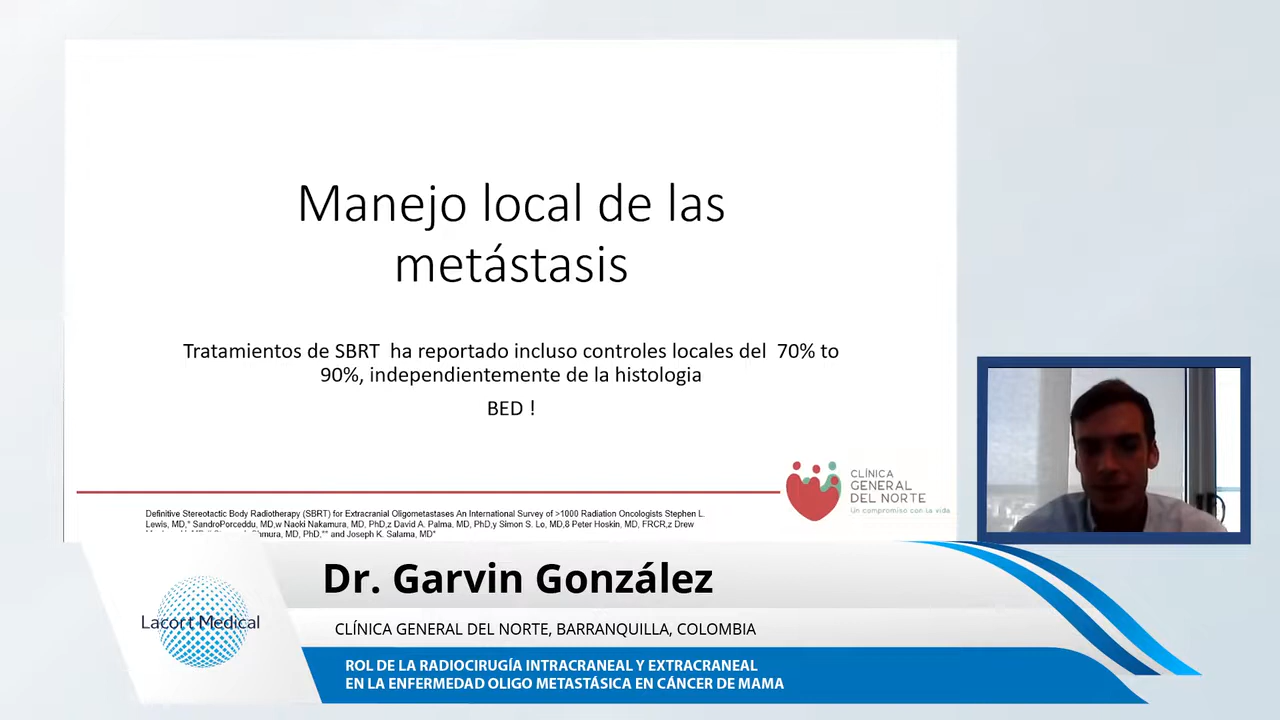 Manejo local de las
metástasis
Tratamientos de SBRT ha reportado incluso controles locales del 70% to
90%, independientemente de la histologia
BED !
CLÍNICA
GENERAL
DEL NORTE
Un compromiso con la vida
Definitive Stereotactic Body Radiotherapy (SBRT) for Extracranial Oligometastases An International Survey of >1000 Radiation Oncologists Stephen L.
Lewis, MD,* SandroPorceddu, MD,w Naoki Nakamura, MD, PhD,z David A. Palma, MD, PhD,y Simon S. Lo, MD,8 Peter Hoskin, MD, FRCR,z Drew
MD, PhD,** and Joseph K. Salama, MD*
Dr. Garvin González
Lacort Medical
CLÍNICA GENERAL DEL NORTE, BARRANQUILLA, COLOMBIA
ROL DE LA RADIOCIRUGÍA INTRACRANEAL Y EXTRACRANEAL
EN LA ENFERMEDAD OLIGO METASTÁSICA EN CÁNCER DE MAMA